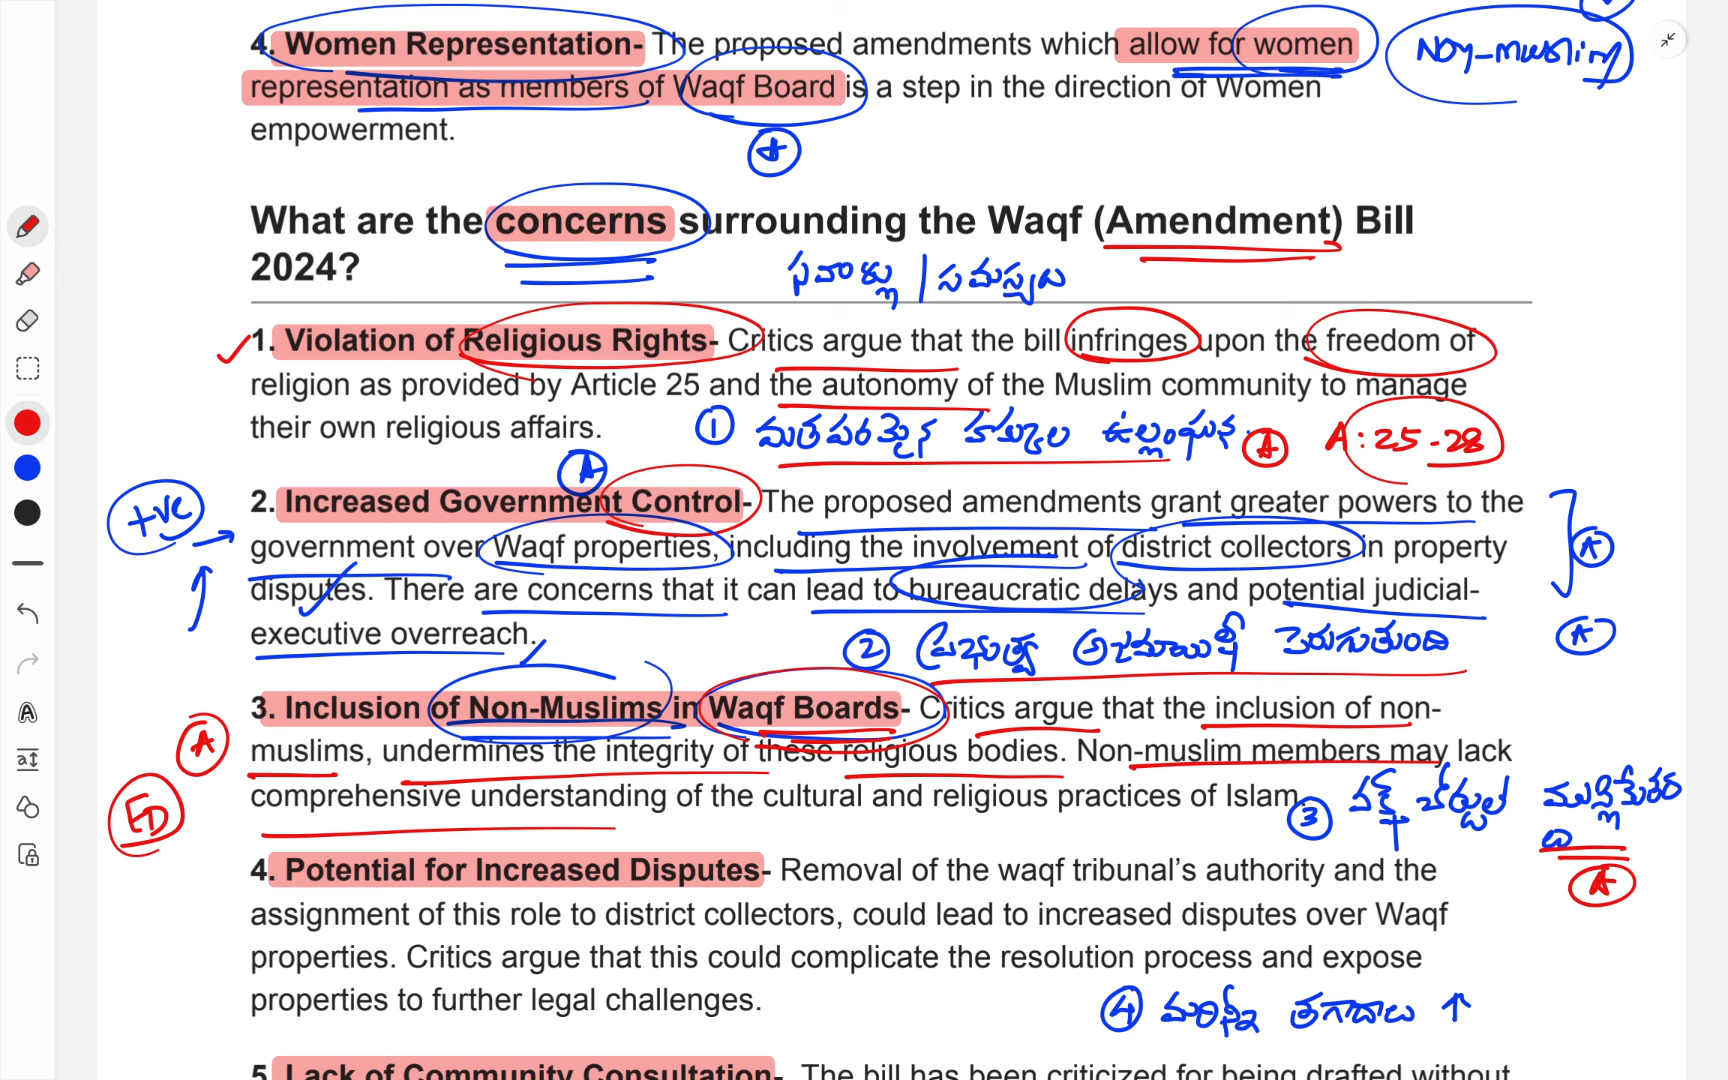 4. Women Representation- The proposed amendments which allow for women
Non-muslim
representation as members of Waqf Board is a step in the direction of Women
empowerment.
What are the concerns surrounding the Waqf (Amendment) Bill
2024?
సవాళ్లు / సమస్యలు
1. Violation of Religious Rights- Critics argue that the bill infringes upon the freedom of
religion as provided by Article 25 and the autonomy of the Muslim community to manage
their own religious affairs.
① మతపరమైన హక్కుల ఉల్లంఘన. A A: 25-28
A
2. Increased Government Control- The proposed amendments grant greater powers to the
+ve
government over Waqf properties, including the involvement of district collectors in property
A
disputes. There are concerns that it can lead to bureaucratic delays and potential judicial-
executive overreach.
② ప్రభుత్వ అజమాయిషీ పెరుగుతుంది
A
3. Inclusion of Non-Muslims in Waqf Boards- Critics argue that the inclusion of non-
A
muslims, undermines the integrity of these religious bodies. Non-muslim members may lack
comprehensive understanding of the cultural and religious practices of Islam.
ED
③ వక్ఫ్ బోర్డులో ముస్లిమేతర
A
4. Potential for Increased Disputes- Removal of the waqf tribunal's authority and the
assignment of this role to district collectors, could lead to increased disputes over Waqf
properties. Critics argue that this could complicate the resolution process and expose
properties to further legal challenges.
④ మరిన్ని తగాదాలు ↑
5. Lack of Community Consultation- The bill has been criticized for being drafted without